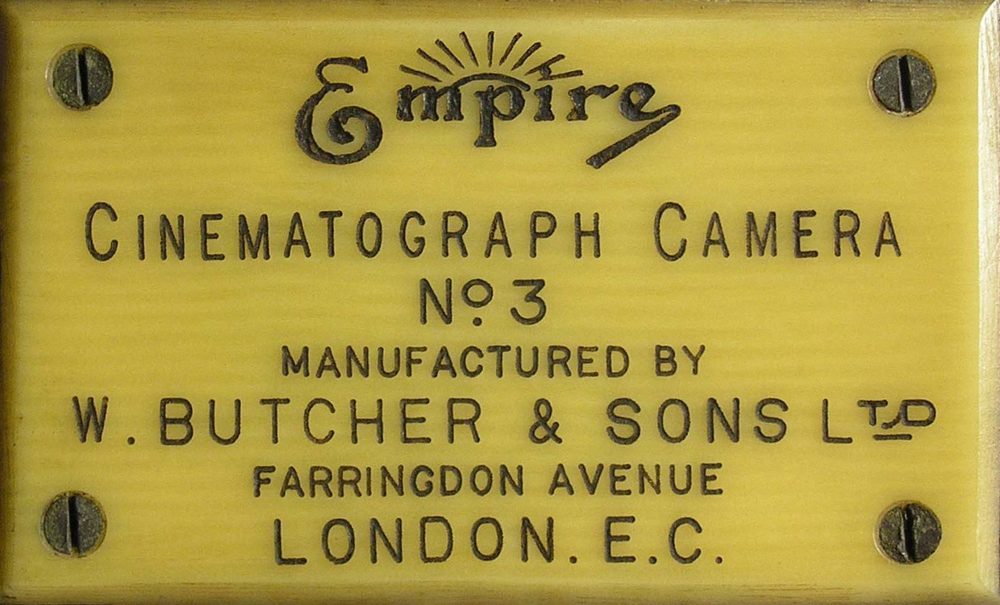 Empire
CINEMATOGRAPH CAMERA
Nº 3
MANUFACTURED BY
W. BUTCHER & SONS LTD
FARRINGDON AVENUE
LONDON. E.C.